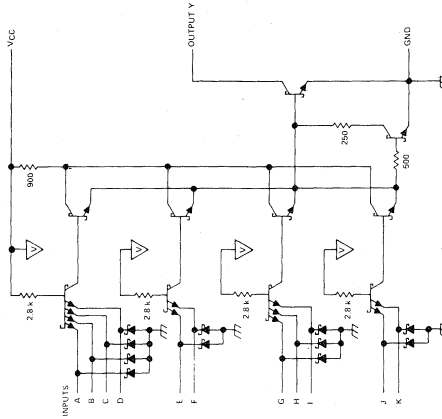 VCC
OUTPUT Y
GND
900
250
500
V
V
V
V
2.8 k
2.8 k
2.8 k
2.8 k
INPUTS
A
B
C
D
E
F
G
H
I
J
K